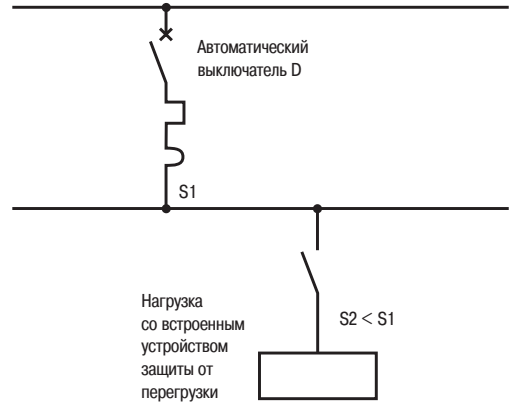 Автоматический
выключатель D
S1
S2 < S1
Нагрузка
со встроенным
устройством
защиты от
перегрузки